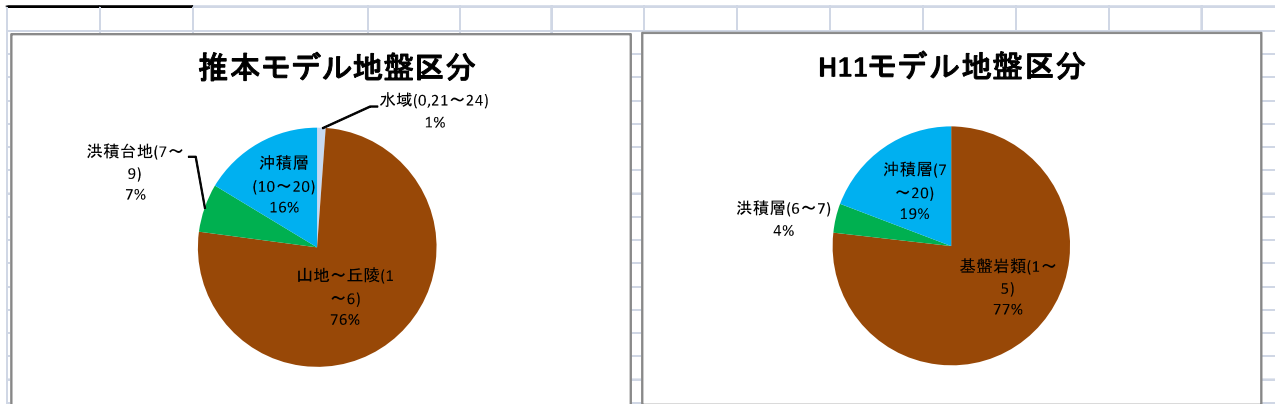 推本モデル地盤区分
水域(0,21～24)
1%
洪積台地(7～
9)
7%
沖積層
(10～20)
16%
山地～丘陵(1
～6)
76%
H11モデル地盤区分
沖積層(7
～20)
19%
洪積層(6～7)
4%
基盤岩類(1～
5)
77%